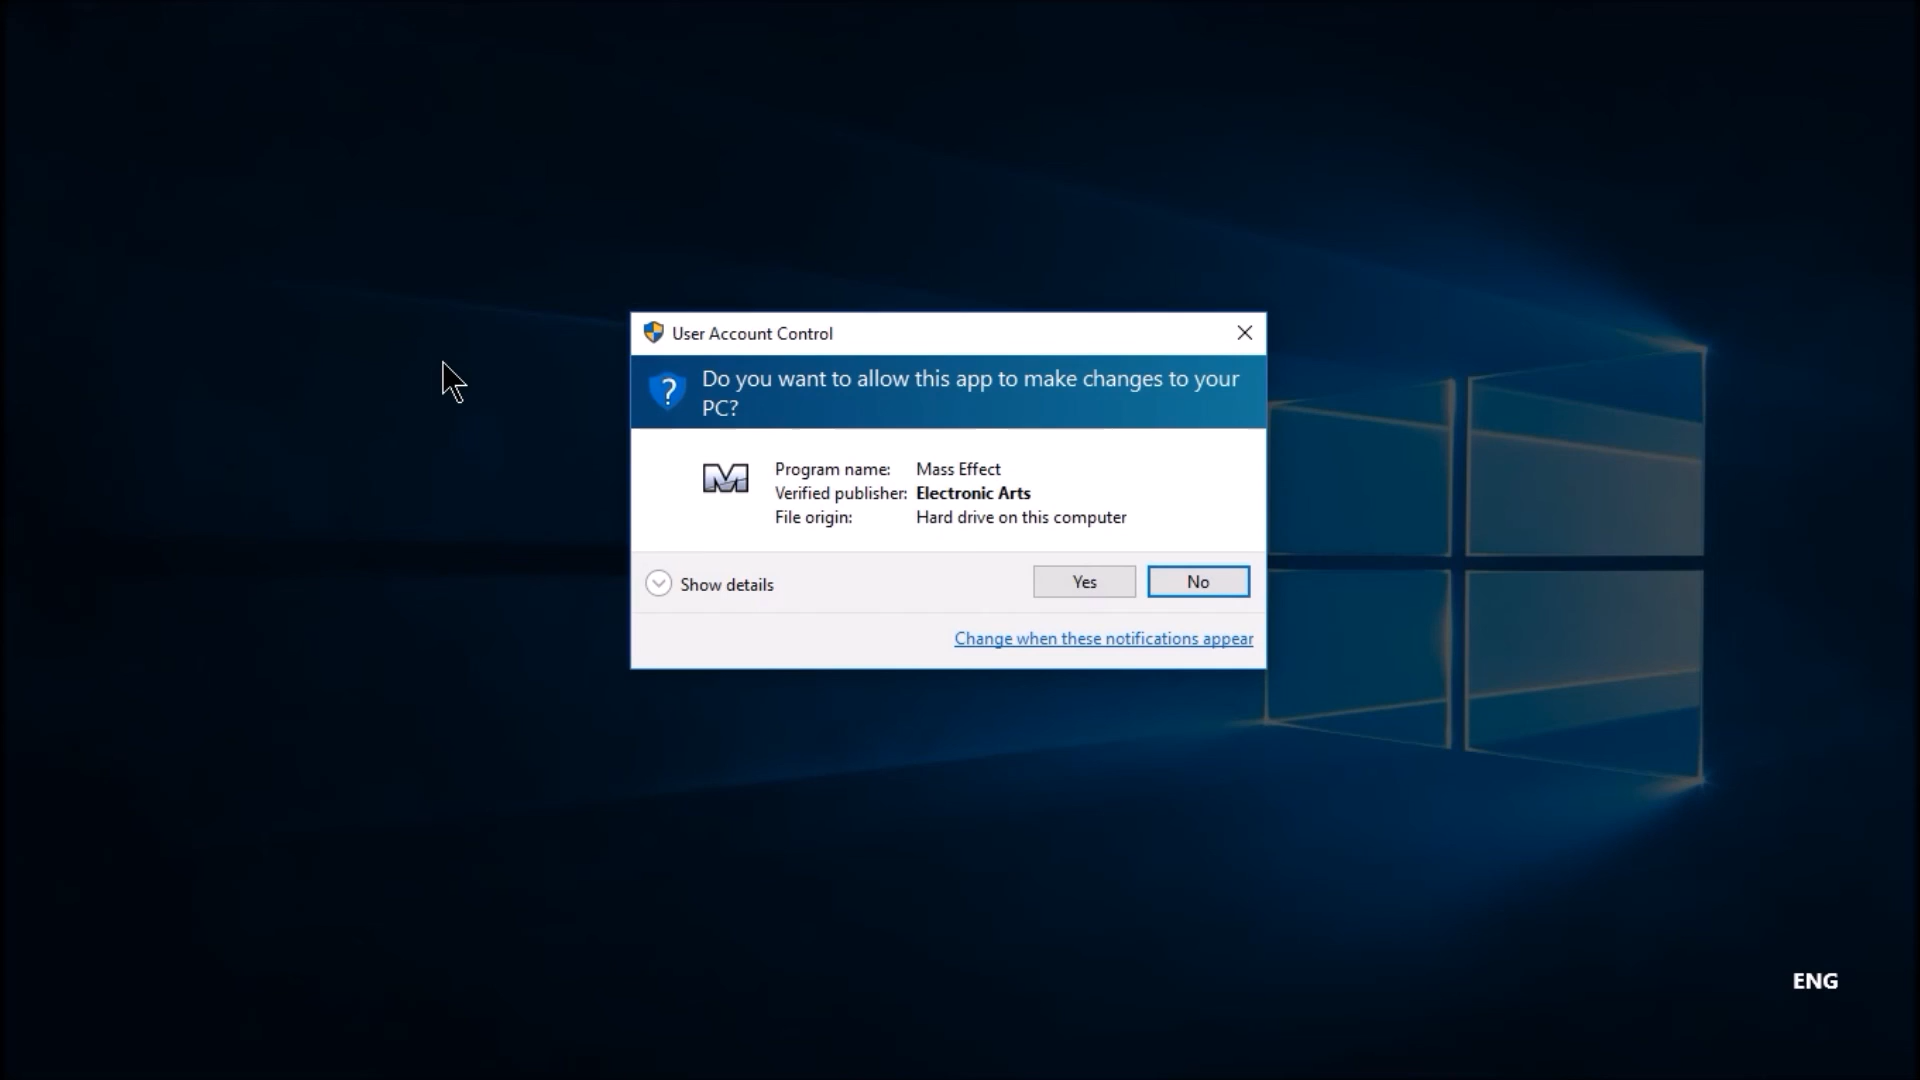 User Account Control
Do you want to allow this app to make changes to your
PC?
Program name: Mass Effect
Verified publisher: Electronic Arts
File origin: Hard drive on this computer
Show details
Yes
No
Change when these notifications appear
ENG